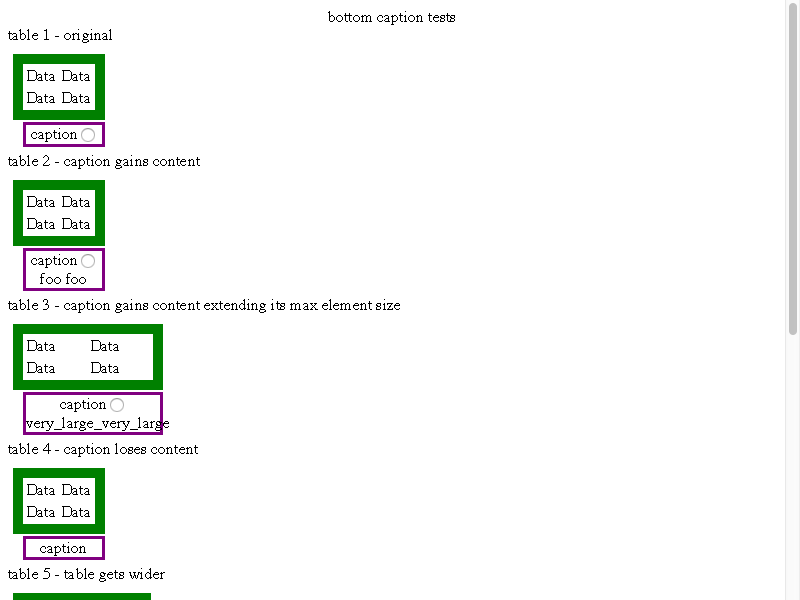 bottom caption tests
table 1 - original
Data Data
Data Data
caption
table 2 - caption gains content
Data Data
Data Data
caption
foo foo
table 3 - caption gains content extending its max element size
Data Data
Data Data
caption
very_large_very_large
table 4 - caption loses content
Data Data
Data Data
caption
table 5 - table gets wider